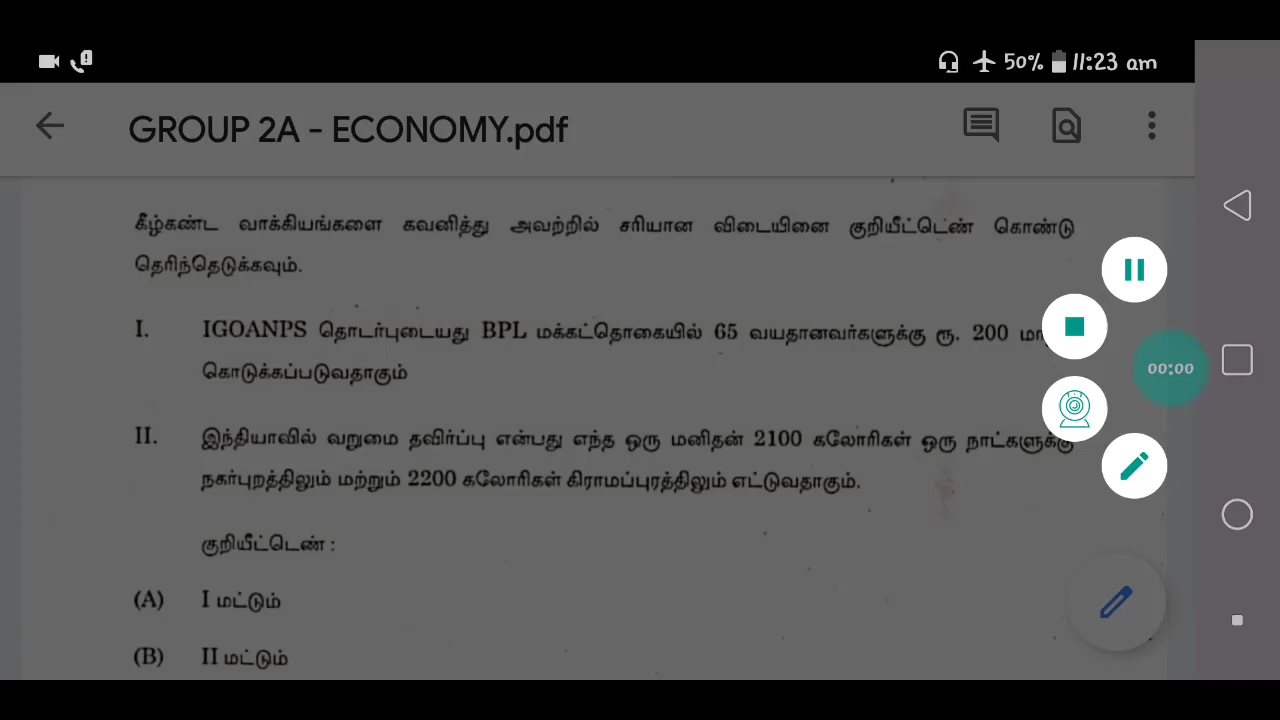 50% 11:23 am
GROUP 2A - ECONOMY.pdf
கீழ்கண்ட வாக்கியங்களை கவனித்து அவற்றில் சரியான விடையினை குறியீட்டெண் கொண்டு
தெரிந்தெடுக்கவும்.
I. IGOANPS தொடர்புடையது BPL மக்கட்தொகையில் 65 வயதானவர்களுக்கு ரூ. 200
கொடுக்கப்படுவதாகும்
00:00
II. இந்தியாவில் வறுமை தவிர்ப்பு என்பது எந்த ஒரு மனிதன் 2100 கலோரிகள் ஒரு நாட்களுக்கு
நகர்புறத்திலும் மற்றும் 2200 கலோரிகள் கிராமப்புரத்திலும் எட்டுவதாகும்.
குறியீட்டெண் :
(A) I மட்டும்
(B) II மட்டும்